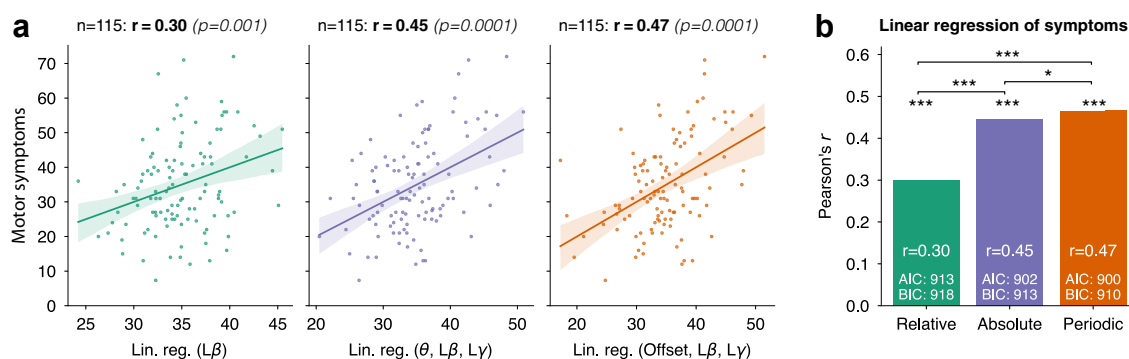 a
n=115: r = 0.30 (p=0.001)
n=115: r = 0.45 (p=0.0001)
n=115: r = 0.47 (p=0.0001)
Motor symptoms
70
60
50
40
30
20
10
0
25 30 35 40 45
Lin. reg. (Lβ)
20 30 40 50
Lin. reg. (θ, Lβ, Lγ)
20 30 40 50
Lin. reg. (Offset, Lβ, Lγ)
b
Linear regression of symptoms
Pearson's r
0.6
0.5
0.4
0.3
0.2
0.1
0.0
***
*** *
*** *** ***
r=0.30 r=0.45 r=0.47
AIC: 913 AIC: 902 AIC: 900
BIC: 918 BIC: 913 BIC: 910
Relative Absolute Periodic